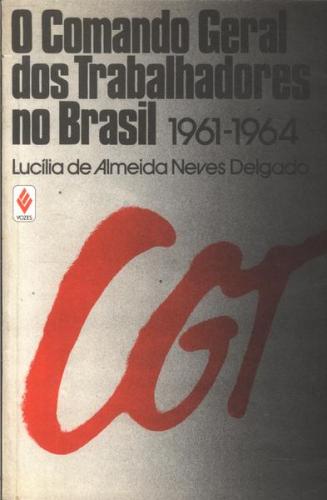 O Comando Geral
dos Trabalhadores
no Brasil 1961-1964
Lucília de Almeida Neves Delgado
VOZES
CGT